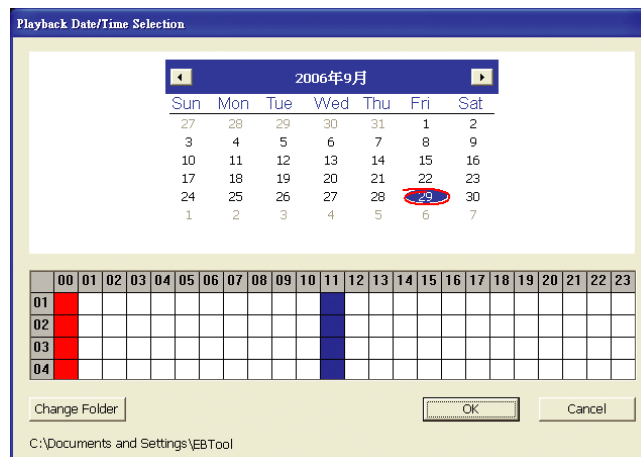 Playback Date/Time Selection
2006年9月
Sun Mon Tue Wed Thu Fri Sat
27 28 29 30 31 1 2
3 4 5 6 7 8 9
10 11 12 13 14 15 16
17 18 19 20 21 22 23
24 25 26 27 28 29 30
1 2 3 4 5 6 7
00 01 02 03 04 05 06 07 08 09 10 11 12 13 14 15 16 17 18 19 20 21 22 23
01
02
03
04
Change Folder OK Cancel
C:\Documents and Settings\EBTool